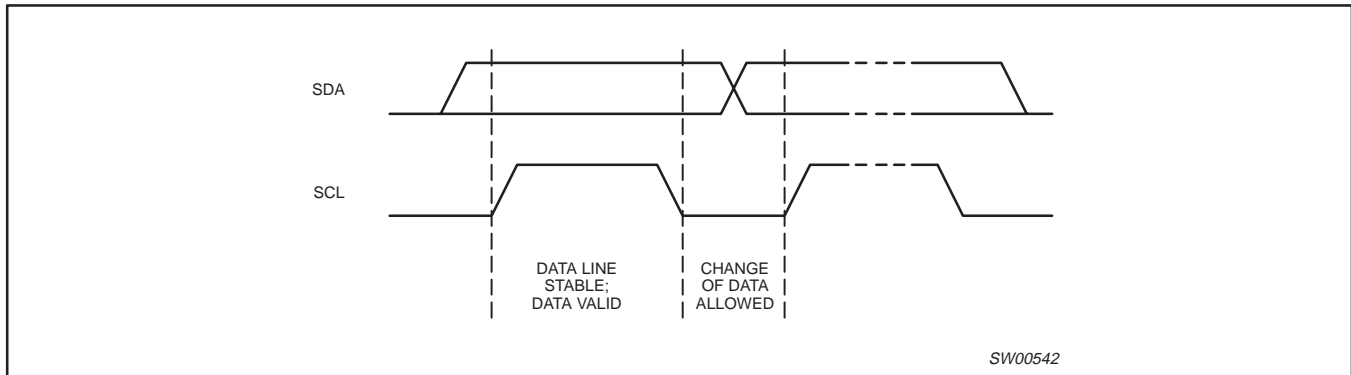 SDA
SCL
DATA LINE
STABLE;
DATA VALID
CHANGE
OF DATA
ALLOWED
SW00542